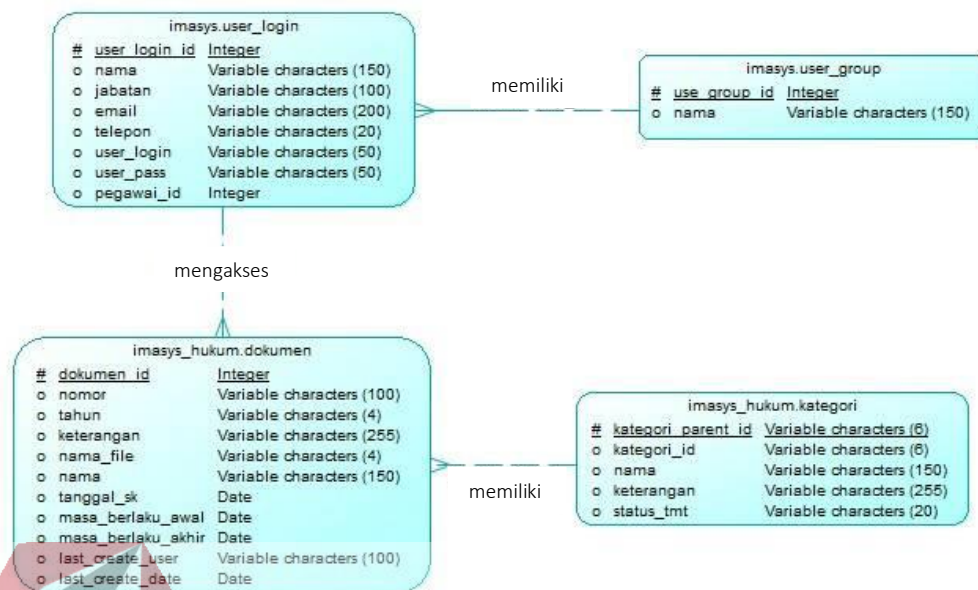 imasys.user_login
# user_login_id Integer
o nama Variable characters (150)
o jabatan Variable characters (100)
o email Variable characters (200)
o telepon Variable characters (20)
o user_login Variable characters (50)
o user_pass Variable characters (50)
o pegawai_id Integer
memiliki
imasys.user_group
# use_group_id Integer
o nama Variable characters (150)
mengakses
imasys_hukum.dokumen
# dokumen_id Integer
o nomor Variable characters (100)
o tahun Variable characters (4)
o keterangan Variable characters (255)
o nama_file Variable characters (4)
o nama Variable characters (150)
o tanggal_sk Date
o masa_berlaku_awal Date
o masa_berlaku_akhir Date
o last_create_user Variable characters (100)
o last_create_date Date
memiliki
imasys_hukum.kategori
# kategori_parent_id Variable characters (6)
o kategori_id Variable characters (6)
o nama Variable characters (150)
o keterangan Variable characters (255)
o status_tmt Variable characters (20)